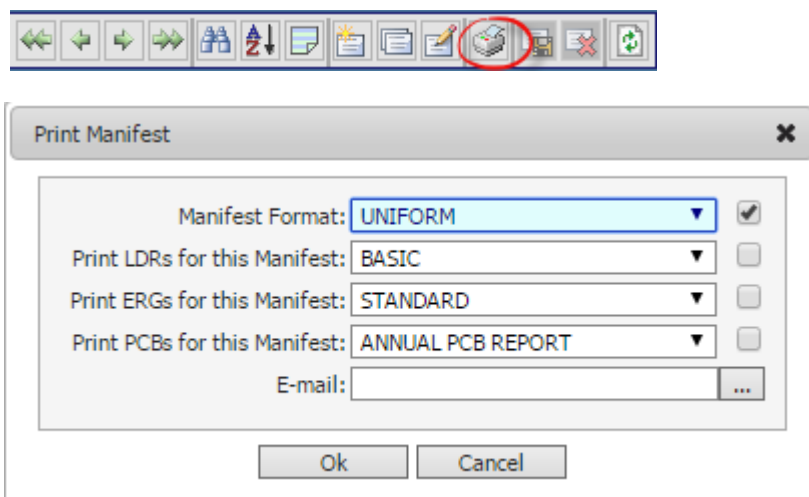 A
Z
Print Manifest
Manifest Format: UNIFORM
Print LDRs for this Manifest: BASIC
Print ERGs for this Manifest: STANDARD
Print PCBs for this Manifest: ANNUAL PCB REPORT
E-mail: ...
Ok Cancel